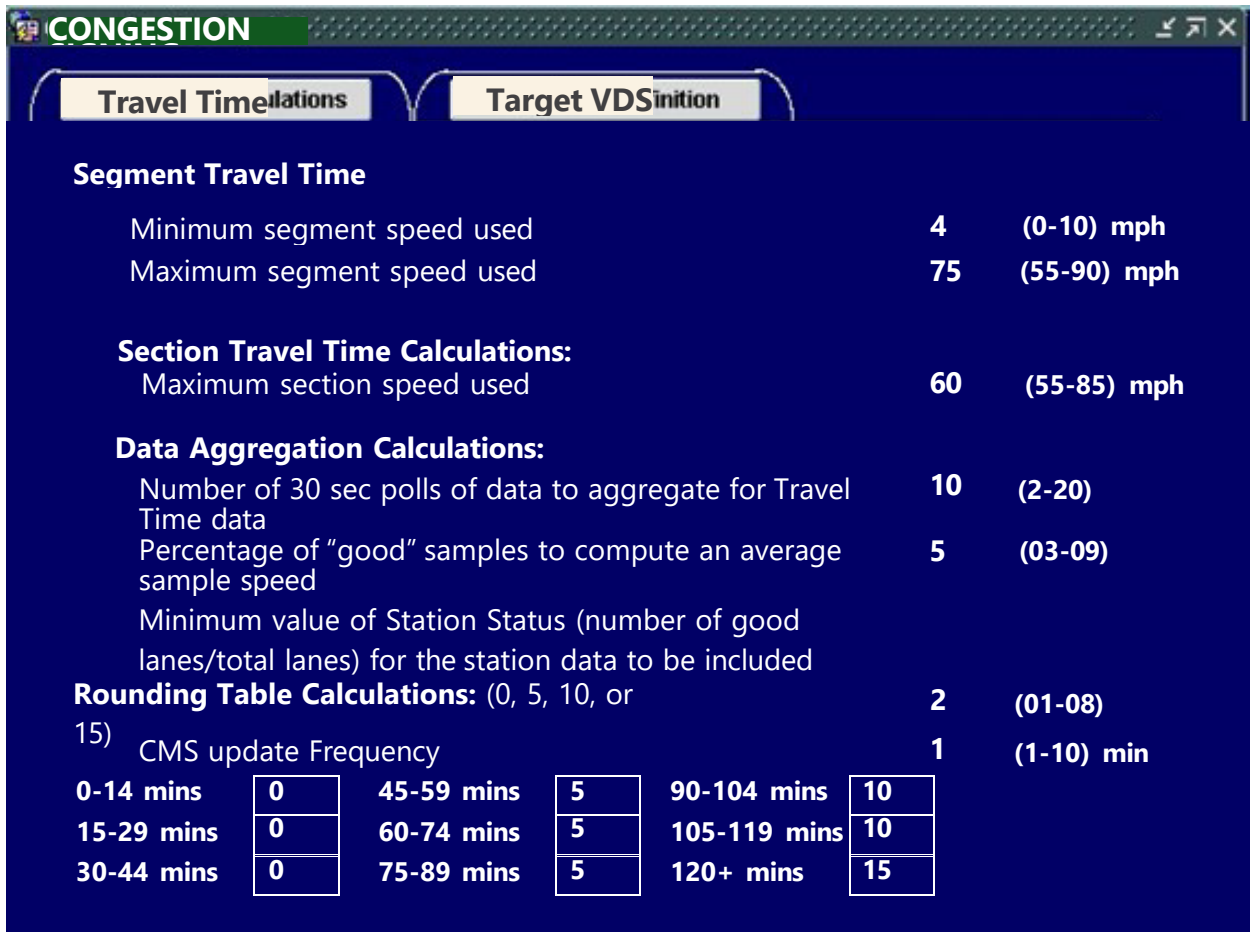 CONGESTION
Travel Time lations
Target VDS inition
Segment Travel Time
Minimum segment speed used 4 (0-10) mph
Maximum segment speed used 75 (55-90) mph
Section Travel Time Calculations:
Maximum section speed used 60 (55-85) mph
Data Aggregation Calculations:
Number of 30 sec polls of data to aggregate for Travel 10 (2-20)
Time data
Percentage of “good” samples to compute an average 5 (03-09)
sample speed
Minimum value of Station Status (number of good
lanes/total lanes) for the station data to be included
Rounding Table Calculations: (0, 5, 10, or 2 (01-08)
15)
CMS update Frequency 1 (1-10) min
0-14 mins 0 45-59 mins 5 90-104 mins 10
15-29 mins 0 60-74 mins 5 105-119 mins 10
30-44 mins 0 75-89 mins 5 120+ mins 15